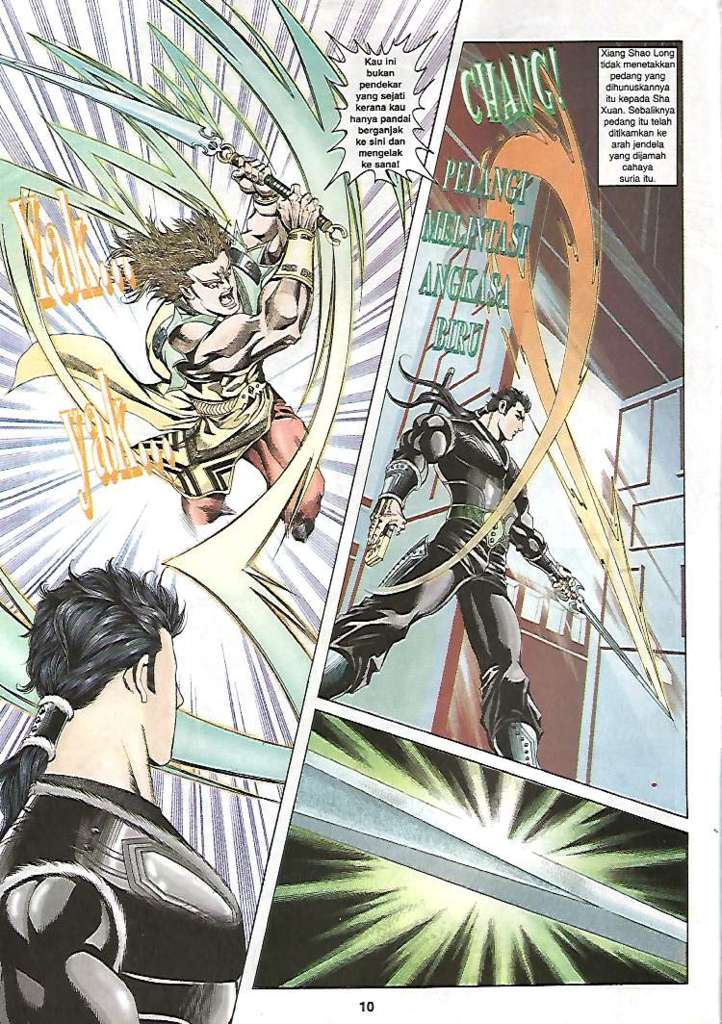 Kau ini
bukan
pendekar
yang sejati
kerana kau
hanya pandai
berganjak
ke sini dan
mengelak
ke sana!
Yak...
yak...
Xiang Shao Long
tidak menetakkan
pedang yang
dihunuskannya
itu kepada Sha
Xuan. Sebaliknya
pedang itu telah
ditikamkan ke
arah jendela
yang dijamah
cahaya
suria itu.
CHANG!
PELANGI
MELINTASI
ANGKASA
BIRU
10